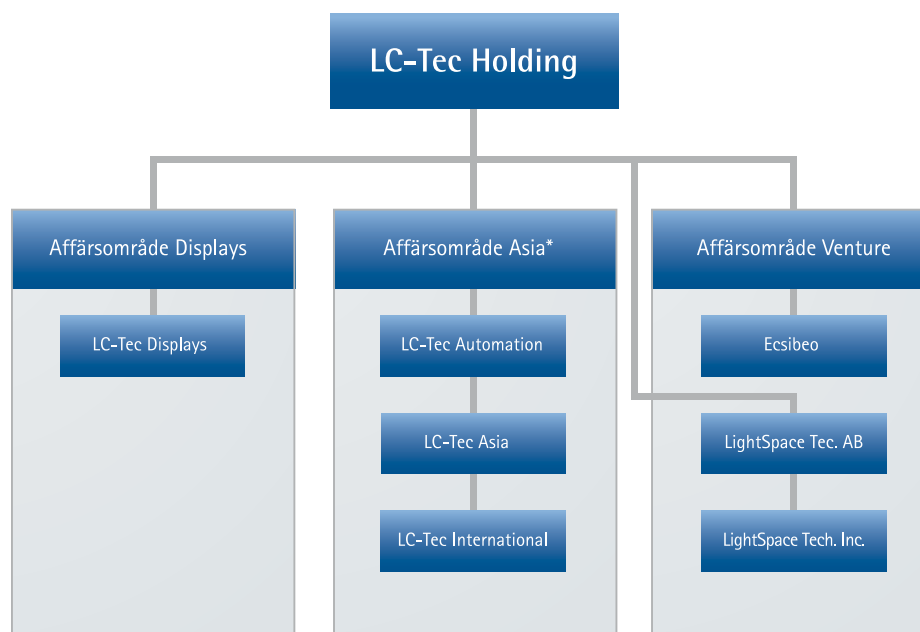 LC-Tec Holding
Affärsområde Displays
LC-Tec Displays
Affärsområde Asia*
LC-Tec Automation
LC-Tec Asia
LC-Tec International
Affärsområde Venture
Ecsibeo
LightSpace Tec. AB
LightSpace Tech. Inc.